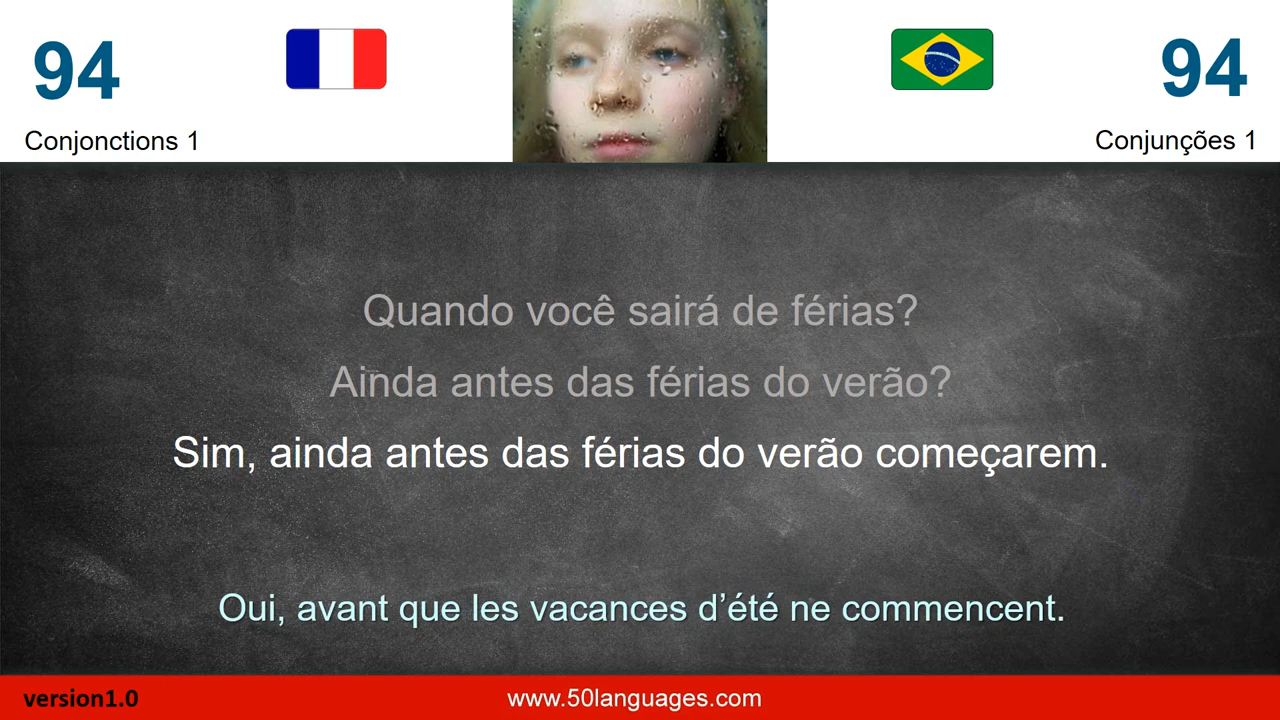 94
94
Conjonctions 1
Conjunções 1
Quando você sairá de férias?
Ainda antes das férias do verão?
Sim, ainda antes das férias do verão começarem.
Oui, avant que les vacances d’été ne commencent.
version1.0
www.50languages.com